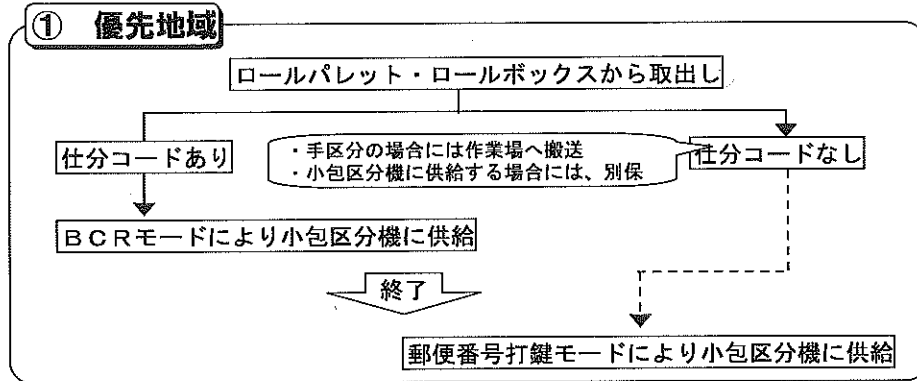 ① 優先地域
ロールパレット・ロールボックスから取出し
仕分コードあり
・手区分の場合には作業場へ搬送
・小包区分機に供給する場合には、別保
仕分コードなし
ＢＣＲモードにより小包区分機に供給
終了
郵便番号打鍵モードにより小包区分機に供給